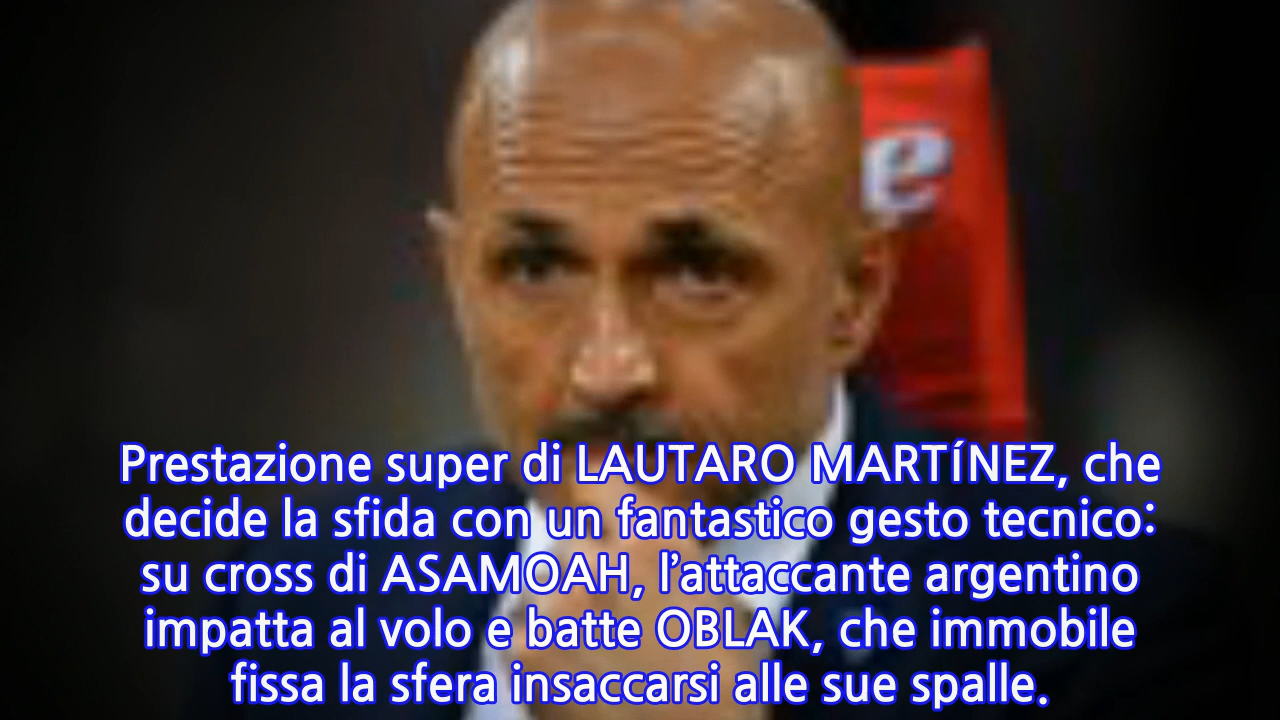 e
Prestazione super di LAUTARO MARTÍNEZ, che
decide la sfida con un fantastico gesto tecnico:
su cross di ASAMOAH, l'attaccante argentino
impatta al volo e batte OBLAK, che immobile
fissa la sfera insaccarsi alle sue spalle.